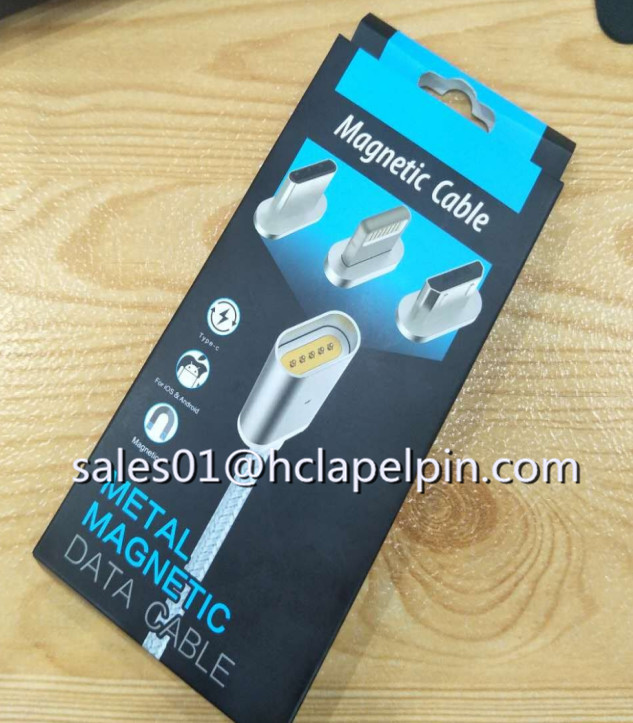 Magnetic Cable
Type-c
For iOS & Android
Magnetic
sales01@hclapelpin.com
METAL
MAGNETIC
DATA CABLE